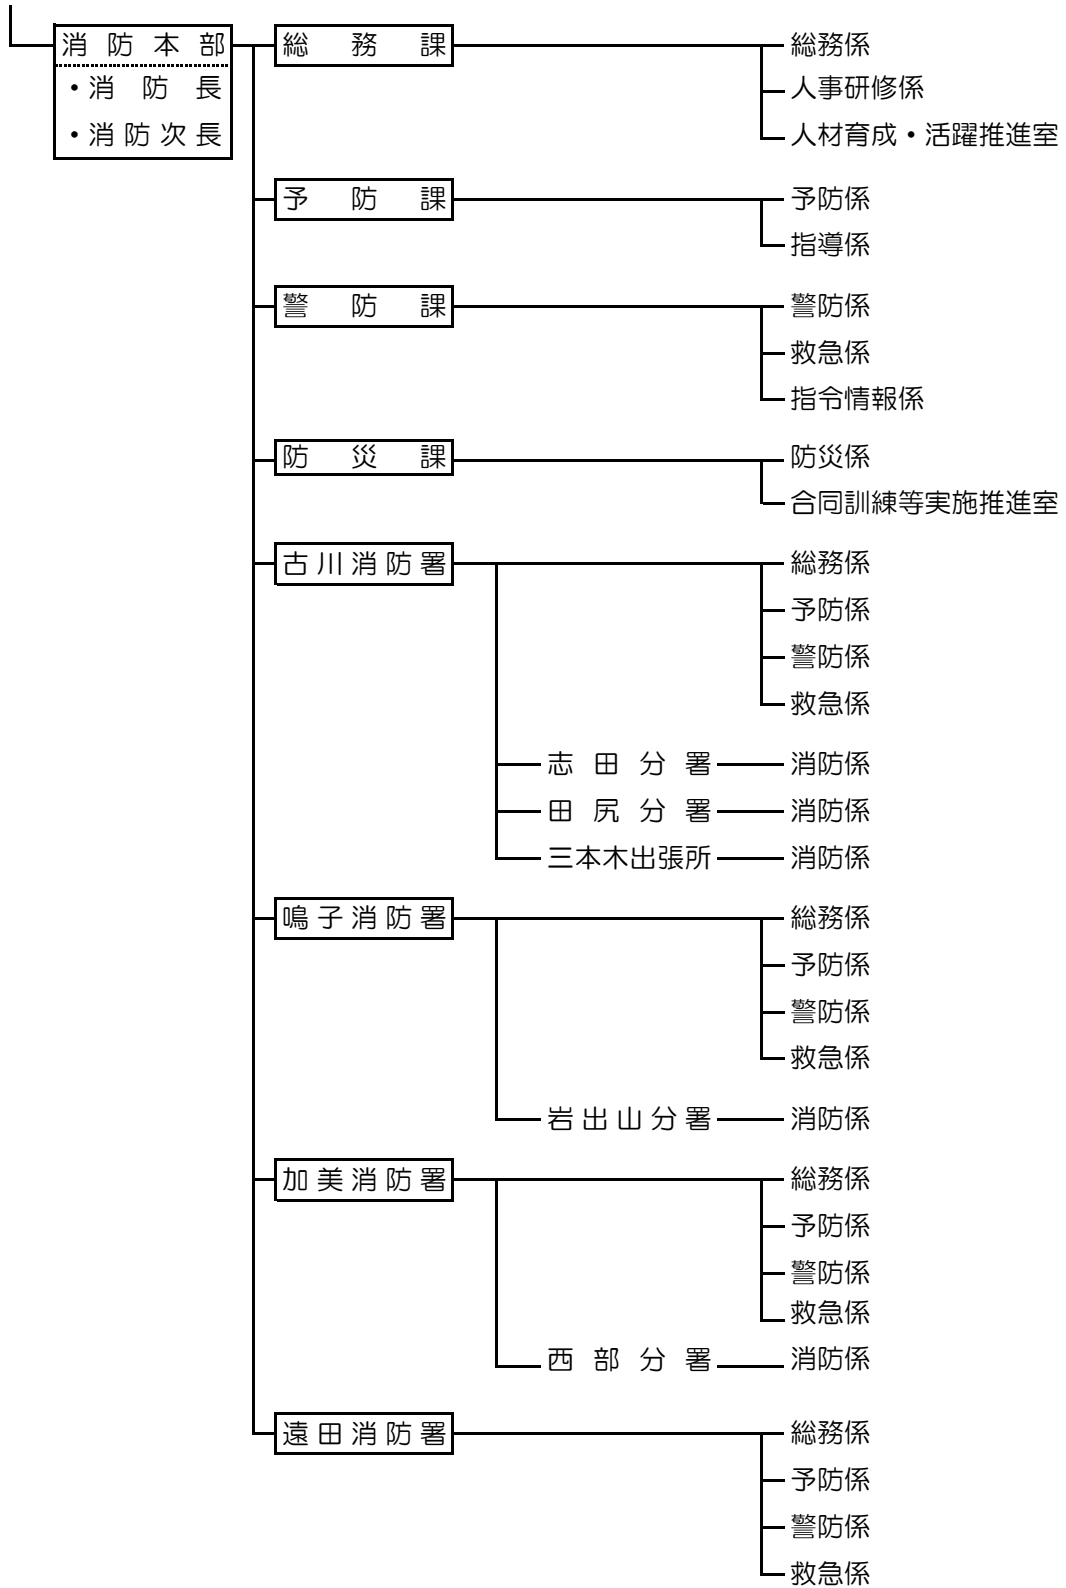 消防本部 総務課 総務係
・消防長 人事研修係
・消防次長 人材育成・活躍推進室
予防課 予防係
指導係
警防課 警防係
救急係
指令情報係
防災課 防災係
合同訓練等実施推進室
古川消防署 総務係
予防係
警防係
救急係
志田分署 消防係
田尻分署 消防係
三本木出張所 消防係
鳴子消防署 総務係
予防係
警防係
救急係
岩出山分署 消防係
加美消防署 総務係
予防係
警防係
救急係
西部分署 消防係
遠田消防署 総務係
予防係
警防係
救急係